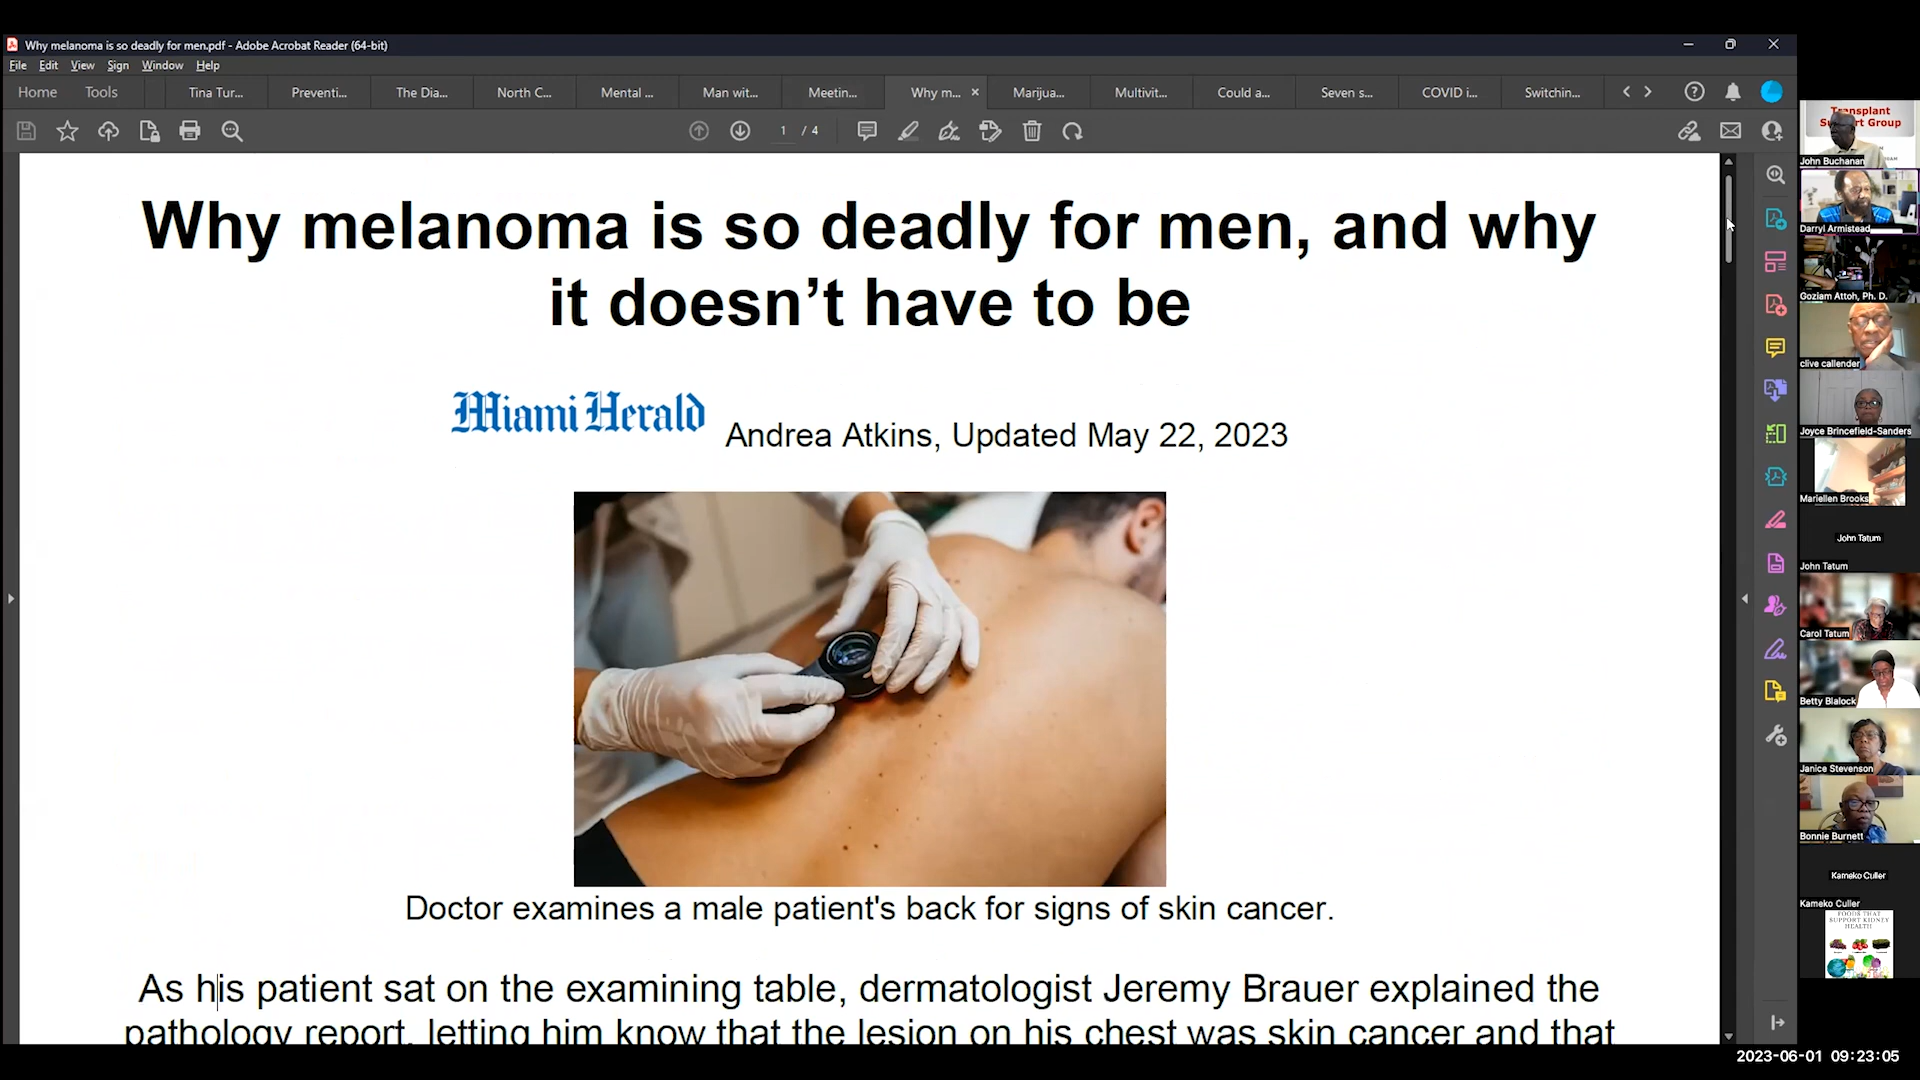 Why melanoma is so deadly for men.pdf - Adobe Acrobat Reader (64-bit)
File Edit View Sign Window Help
Home Tools Tina Tur... Preventi... The Dia... North C... Mental ... Man wit... Meetin... Why m... × Marijua... Multivit... Could a... Seven s... COVID i... Switchin...
1 / 4
Why melanoma is so deadly for men, and why
it doesn’t have to be
Miami Herald Andrea Atkins, Updated May 22, 2023
Doctor examines a male patient's back for signs of skin cancer.
As his patient sat on the examining table, dermatologist Jeremy Brauer explained the
pathology report, letting him know that the lesion on his chest was skin cancer and that
Transplant
Support Group
John Buchanan
Darryl Armistead
Goziam Attoh, Ph. D.
clive callender
Joyce Brincefield-Sanders
Mariellen Brooks
John Tatum
John Tatum
Carol Tatum
Betty Blalock
Janice Stevenson
Bonnie Burnett
Kameko Culler
Kameko Culler
FOODS THAT
SUPPORT KIDNEY
HEALTH
2023-06-01 09:23:05